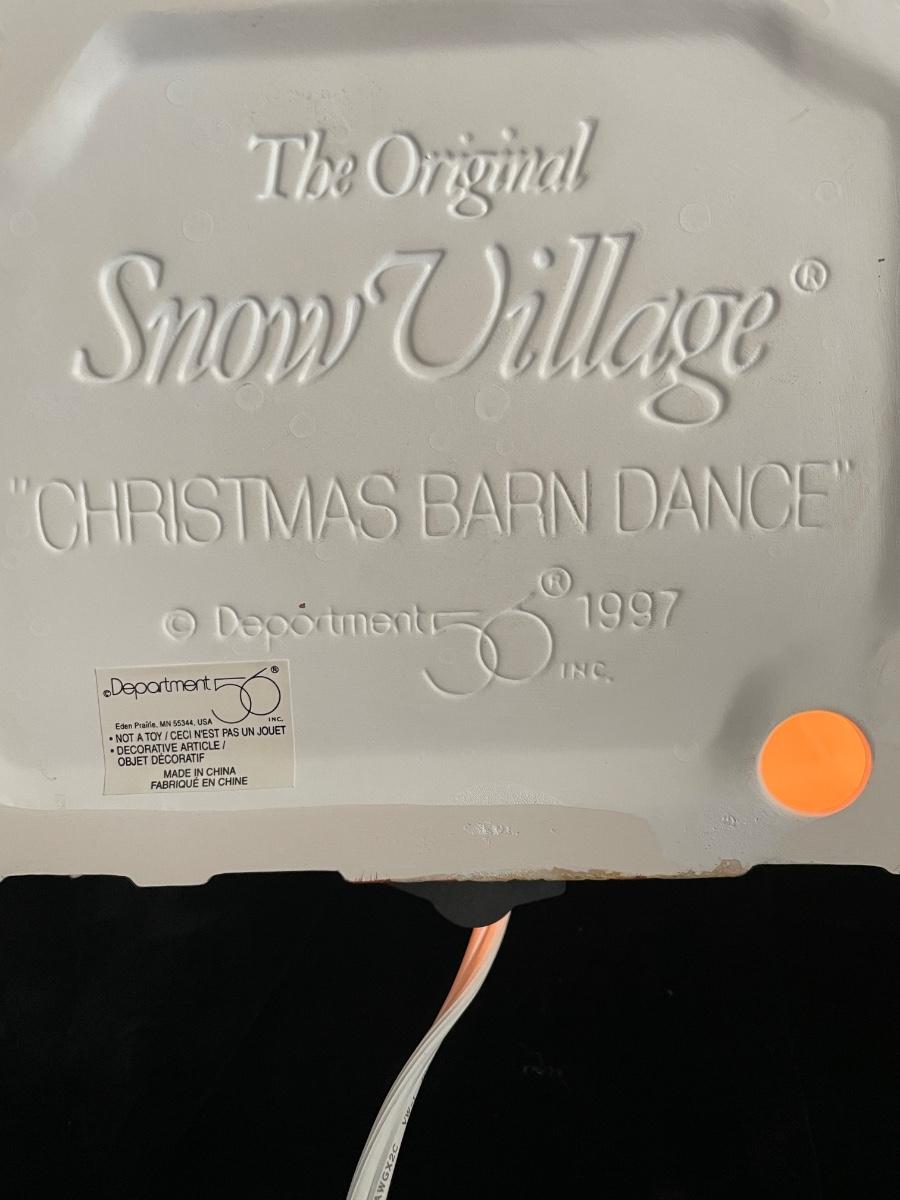 The Original
Snow Village®
"CHRISTMAS BARN DANCE"
© Department 56® 1997
INC.
©Department 56®
INC.
Eden Prairie, MN 55344, USA
• NOT A TOY / CECI N'EST PAS UN JOUET
• DECORATIVE ARTICLE /
OBJET DÉCORATIF
MADE IN CHINA
FABRIQUÉ EN CHINE
AWGX2C